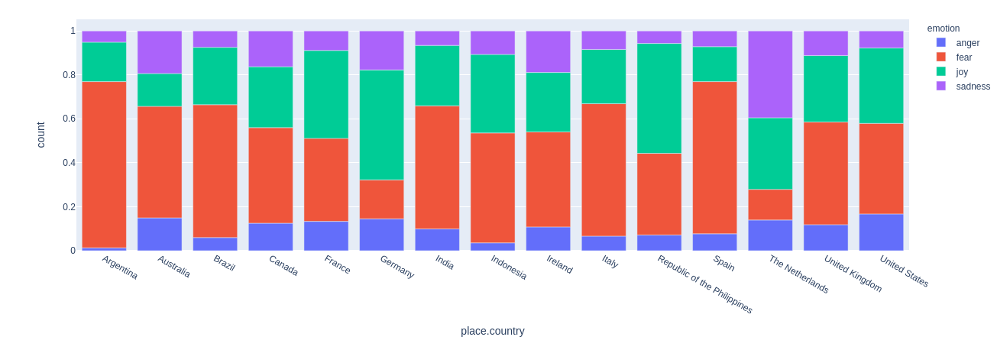 1
0.8
0.6
0.4
0.2
0
count
Argentina
Australia
Brazil
Canada
France
Germany
India
Indonesia
Ireland
Italy
Republic of the Philippines
Spain
The Netherlands
United Kingdom
United States
place.country
emotion
anger
fear
joy
sadness